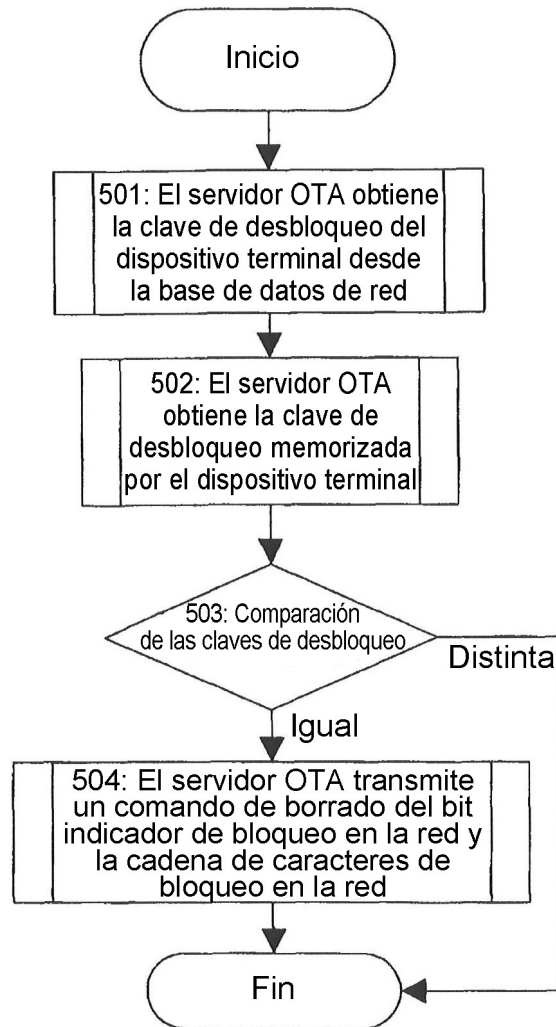 Inicio
501: El servidor OTA obtiene
la clave de desbloqueo del
dispositivo terminal desde
la base de datos de red
502: El servidor OTA
obtiene la clave de
desbloqueo memorizada
por el dispositivo terminal
503: Comparación
de las claves de desbloqueo
Distinta
Igual
504: El servidor OTA transmite
un comando de borrado del bit
indicador de bloqueo en la red y
la cadena de caracteres de
bloqueo en la red
Fin